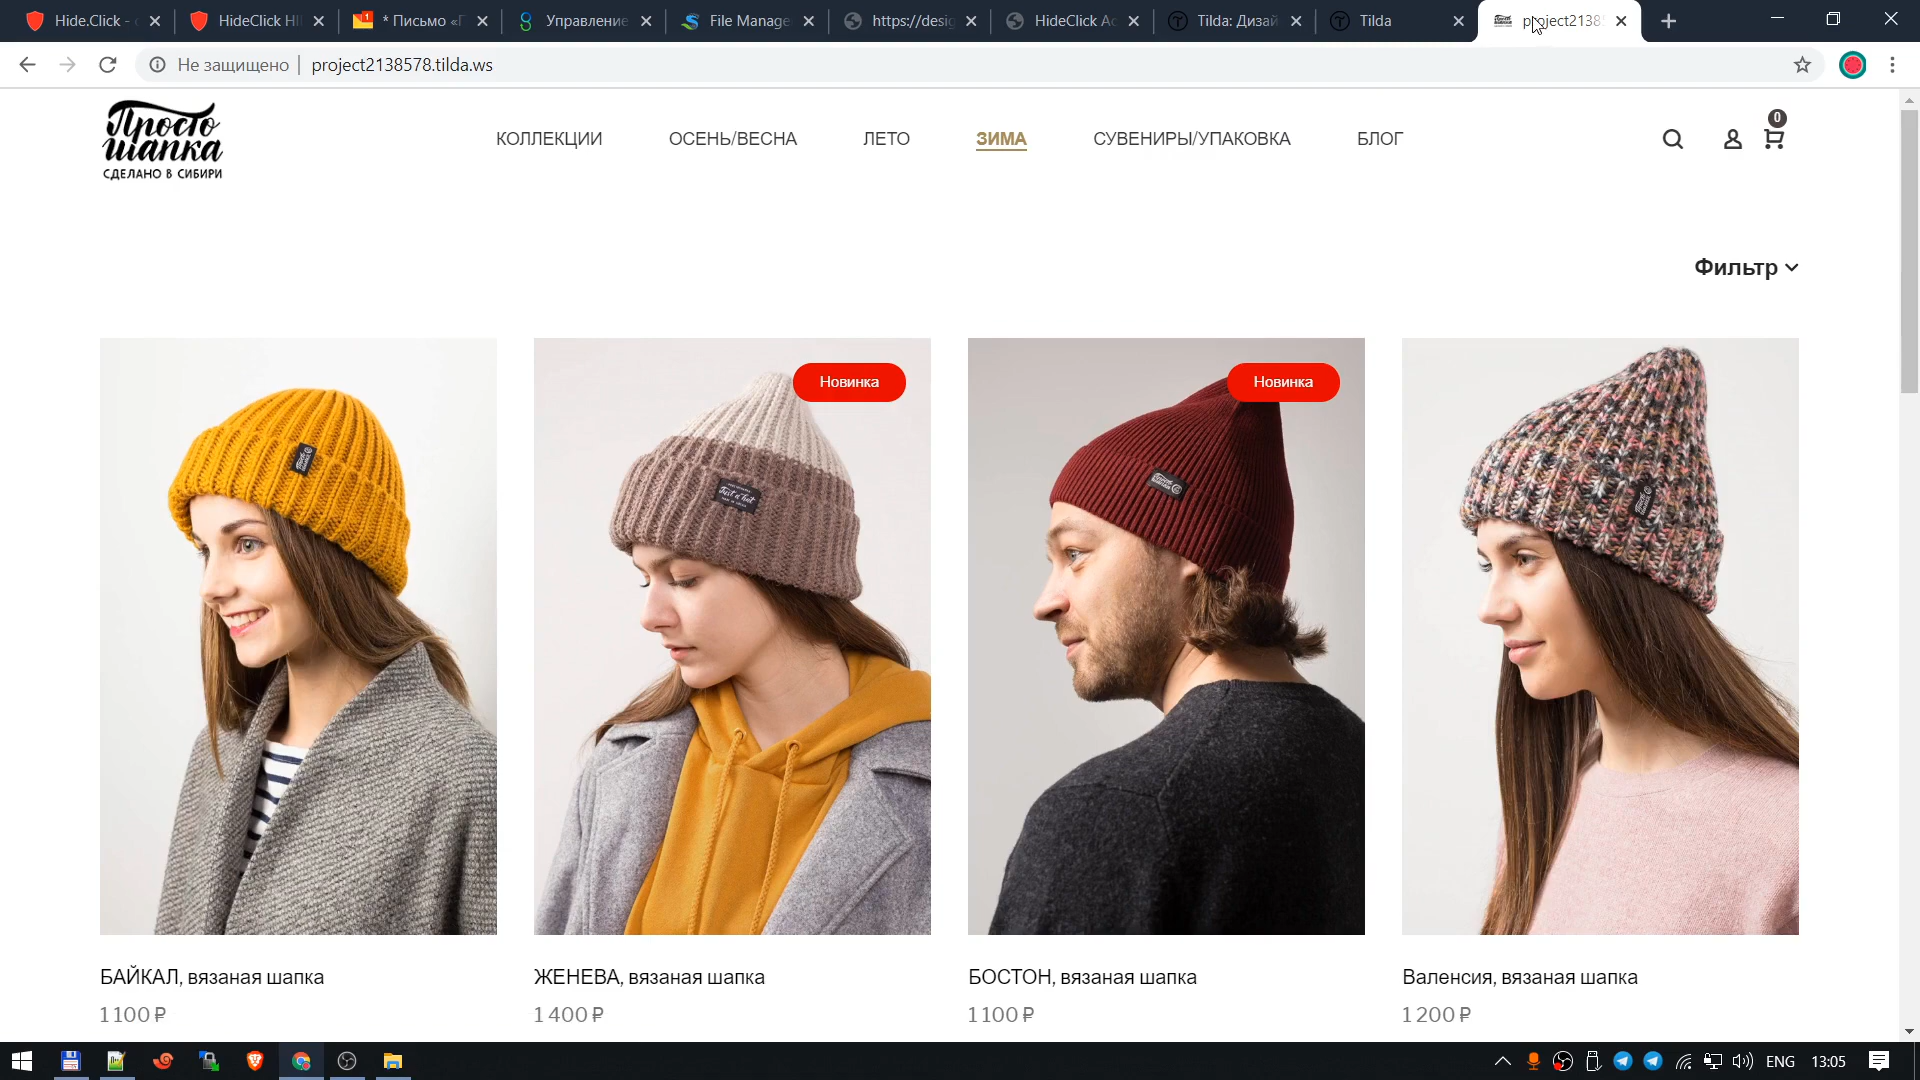 Hide.Click -
HideClick
* Письмо «Г
Управление
File Manage
https://desig
HideClick Ac
Tilda: Дизай
Tilda
project2138
Не защищено
project2138578.tilda.ws
Просто
шапка
СДЕЛАНО В СИБИРИ
КОЛЛЕКЦИИ
ОСЕНЬ/ВЕСНА
ЛЕТО
ЗИМА
СУВЕНИРЫ/УПАКОВКА
БЛОГ
0
Фильтр
Новинка
Новинка
Just a hat
БАЙКАЛ, вязаная шапка
ЖЕНЕВА, вязаная шапка
БОСТОН, вязаная шапка
Валенсия, вязаная шапка
1 100 ₽
1 400 ₽
1 100 ₽
1 200 ₽
ENG
13:05